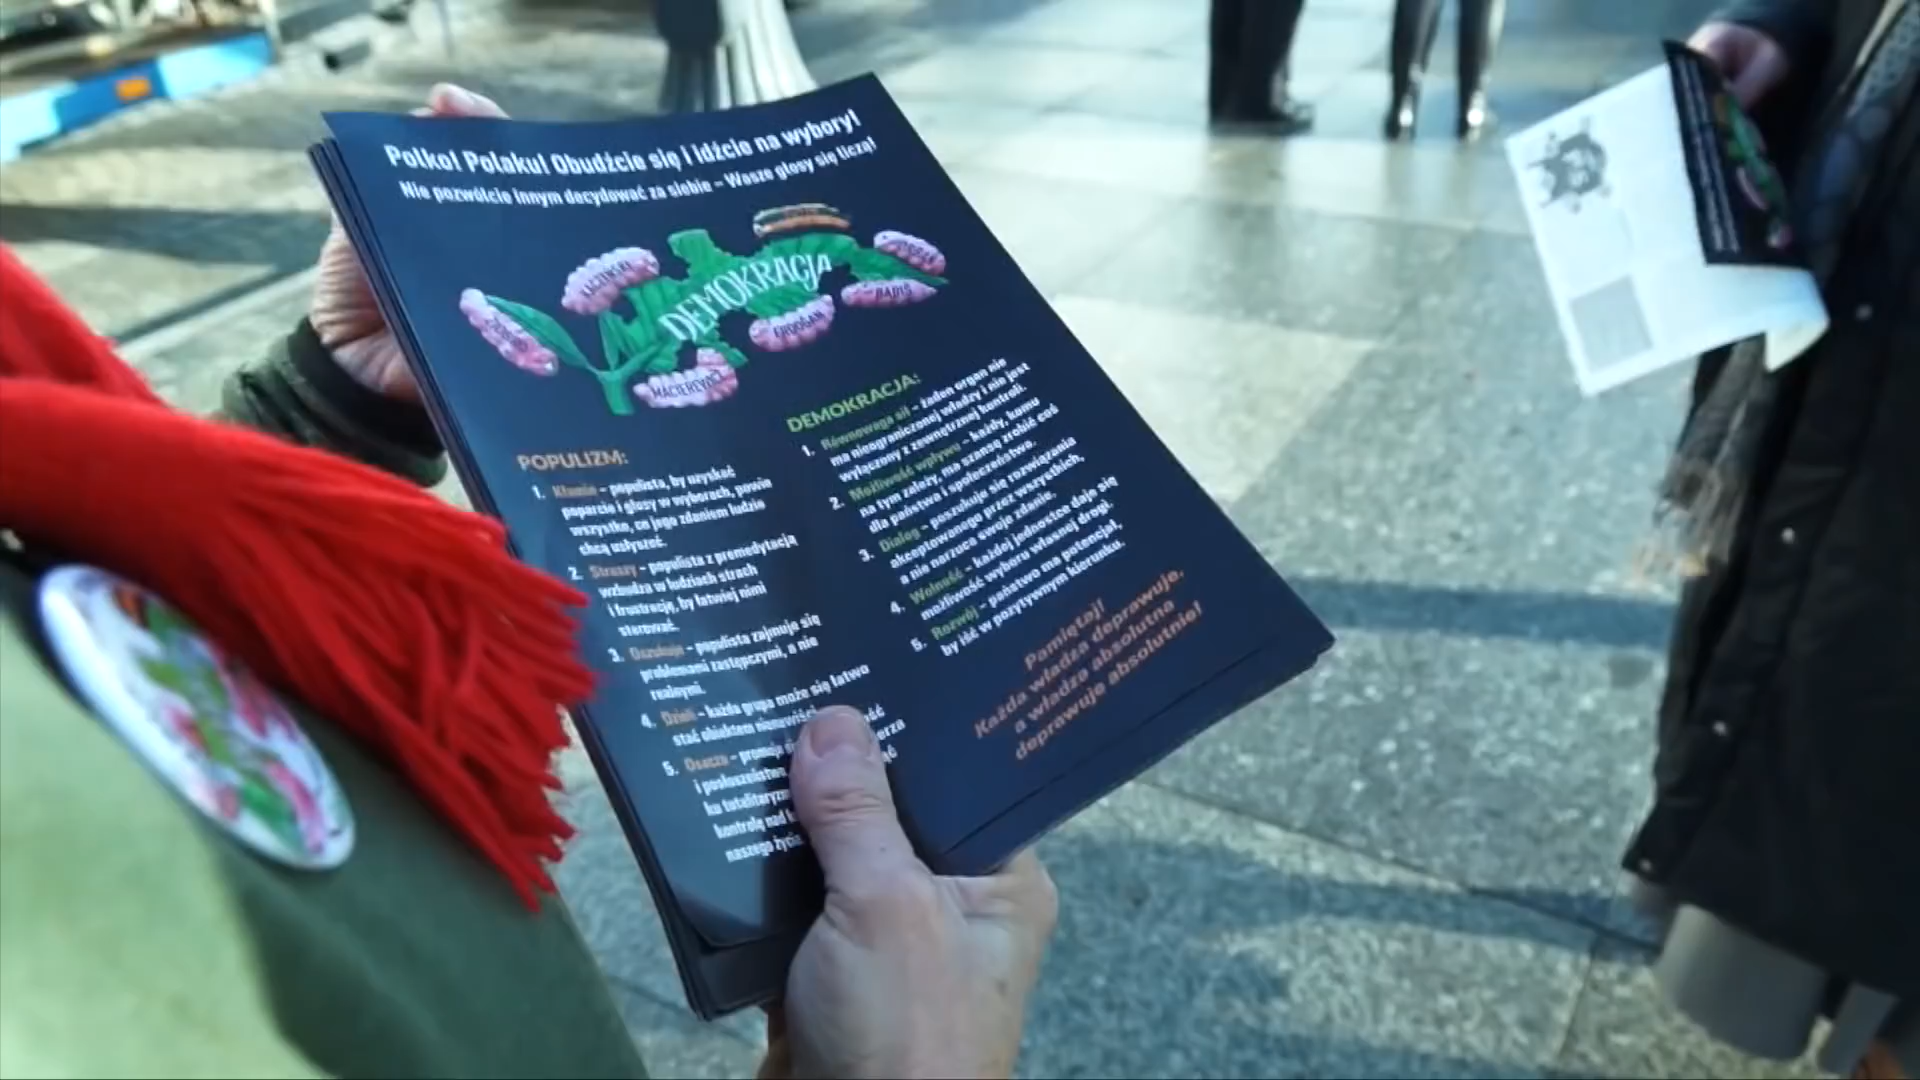 Polko! Polaku! Obudźcie się i idźcie na wybory!
Nie pozwólcie innym decydować za siebie – Wasze głosy się liczą!
KACZYŃSKI
ORBAN
BABIŠ
ERDOĞAN
MACIEREWICZ
DEMOKRACJA
POPULIZM:
1. Kłamie – populista, by uzyskać
poparcie i głosy w wyborach, powie
wszystko, co jego zdaniem ludzie
chcą usłyszeć.
2. Straszy – populista z premedytacją
wzbudza w ludziach strach
i frustrację, by łatwiej nimi
sterować.
3. Oszukuje – populista zajmuje się
problemami zastępczymi, a nie
realnymi.
4. Dzieli – każda grupa może się łatwo
stać obiektem nienawiści
5. Osacza – promuje
i posłuszeństwo
ku totalitaryzm
kontrolę nad
naszego życia
DEMOKRACJA:
1. Równowaga sił – żaden organ nie
ma nieograniczonej władzy i nie jest
wyłączony z zewnętrznej kontroli.
2. Możliwość wpływu – każdy, komu
na tym zależy, ma szansę zrobić coś
dla państwa i społeczeństwa.
3. Dialog – poszukuje się rozwiązania
akceptowanego przez wszystkich,
a nie narzuca swoje zdanie.
4. Wolność – każdej jednostce daje się
możliwość wyboru własnej drogi.
5. Rozwój – państwo ma potencjał,
by iść w pozytywnym kierunku.
Pamiętaj!
Każda władza deprawuje,
a władza absolutna
deprawuje absolutnie!